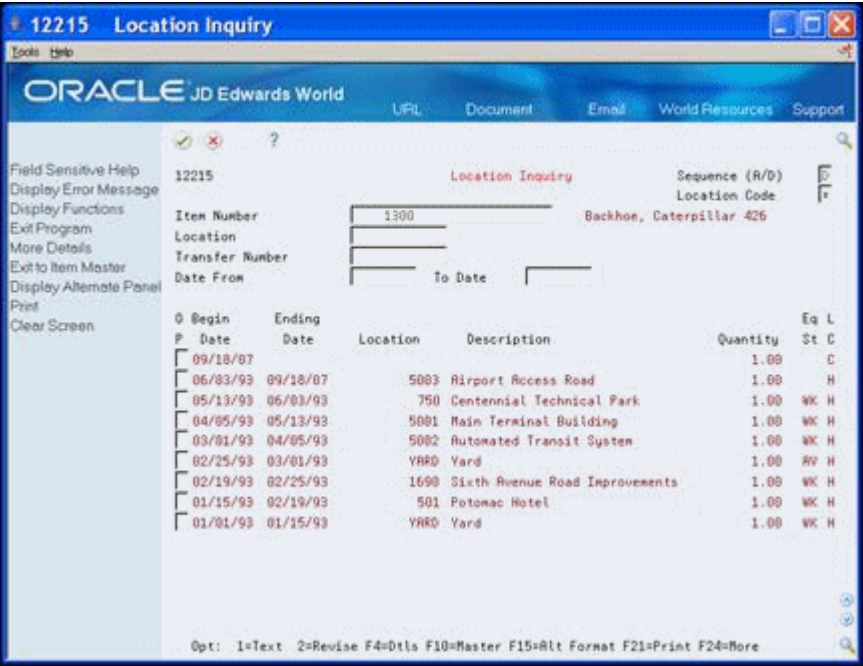 12215 Location Inquiry
Tools Help
ORACLE JD Edwards World
URL Document Email World Resources Support
?
Field Sensitive Help
Display Error Message
Display Functions
Exit Program
More Details
Exit to Item Master
Display Alternate Panel
Print
Clear Screen
12215 Location Inquiry Sequence (A/D) D
Location Code *
Item Number 1300 Backhoe, Caterpillar 426
Location
Transfer Number
Date From To Date
O Begin Ending Eq L
P Date Date Location Description Quantity St C
09/18/07 1.00 C
06/03/93 09/18/07 5003 Airport Access Road 1.00 H
05/13/93 06/03/93 750 Centennial Technical Park 1.00 WK H
04/05/93 05/13/93 5001 Main Terminal Building 1.00 WK H
03/01/93 04/05/93 5002 Automated Transit System 1.00 WK H
02/25/93 03/01/93 YARD Yard 1.00 AV H
02/19/93 02/25/93 1690 Sixth Avenue Road Improvements 1.00 WK H
01/15/93 02/19/93 501 Potomac Hotel 1.00 WK H
01/01/93 01/15/93 YARD Yard 1.00 WK H
Opt: 1=Text 2=Revise F4=Dtls F10=Master F15=Alt Format F21=Print F24=More